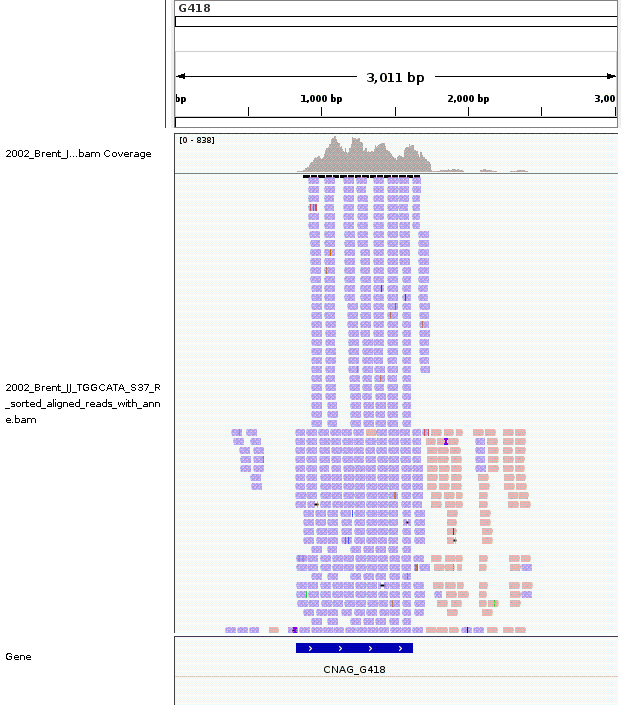 G418
3,011 bp
bp 1,000 bp 2,000 bp 3,00
[0 - 838]
2002_Brent_J...bam Coverage
2002_Brent_JJ_TGGCATA_S37_R
_sorted_aligned_reads_with_ann
e.bam
Gene
CNAG_G418